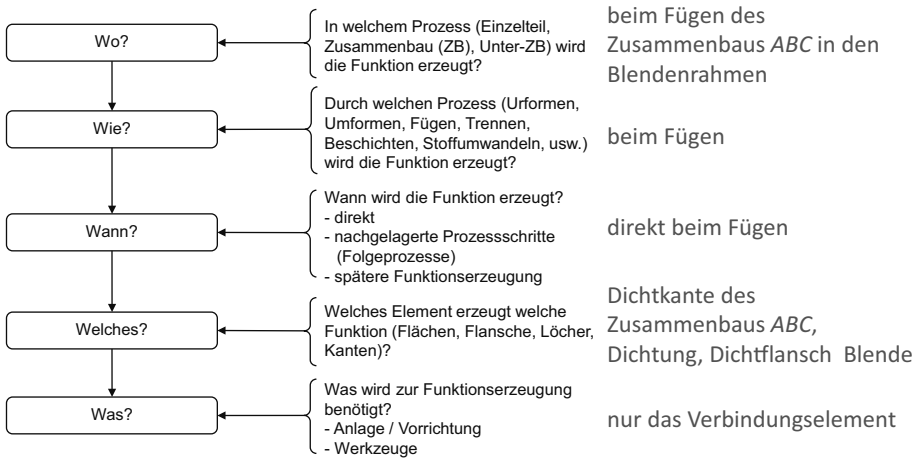 Wo?
In welchem Prozess (Einzelteil,
Zusammenbau (ZB), Unter-ZB) wird
die Funktion erzeugt?
beim Fügen des
Zusammenbaus ABC in den
Blendenrahmen
Wie?
Durch welchen Prozess (Urformen,
Umformen, Fügen, Trennen,
Beschichten, Stoffumwandeln, usw.)
wird die Funktion erzeugt?
beim Fügen
Wann?
Wann wird die Funktion erzeugt?
- direkt
- nachgelagerte Prozessschritte
(Folgeprozesse)
- spätere Funktionserzeugung
direkt beim Fügen
Welches?
Welches Element erzeugt welche
Funktion (Flächen, Flansche, Löcher,
Kanten)?
Dichtkante des
Zusammenbaus ABC,
Dichtung, Dichtflansch Blende
Was?
Was wird zur Funktionserzeugung
benötigt?
- Anlage / Vorrichtung
- Werkzeuge
nur das Verbindungselement